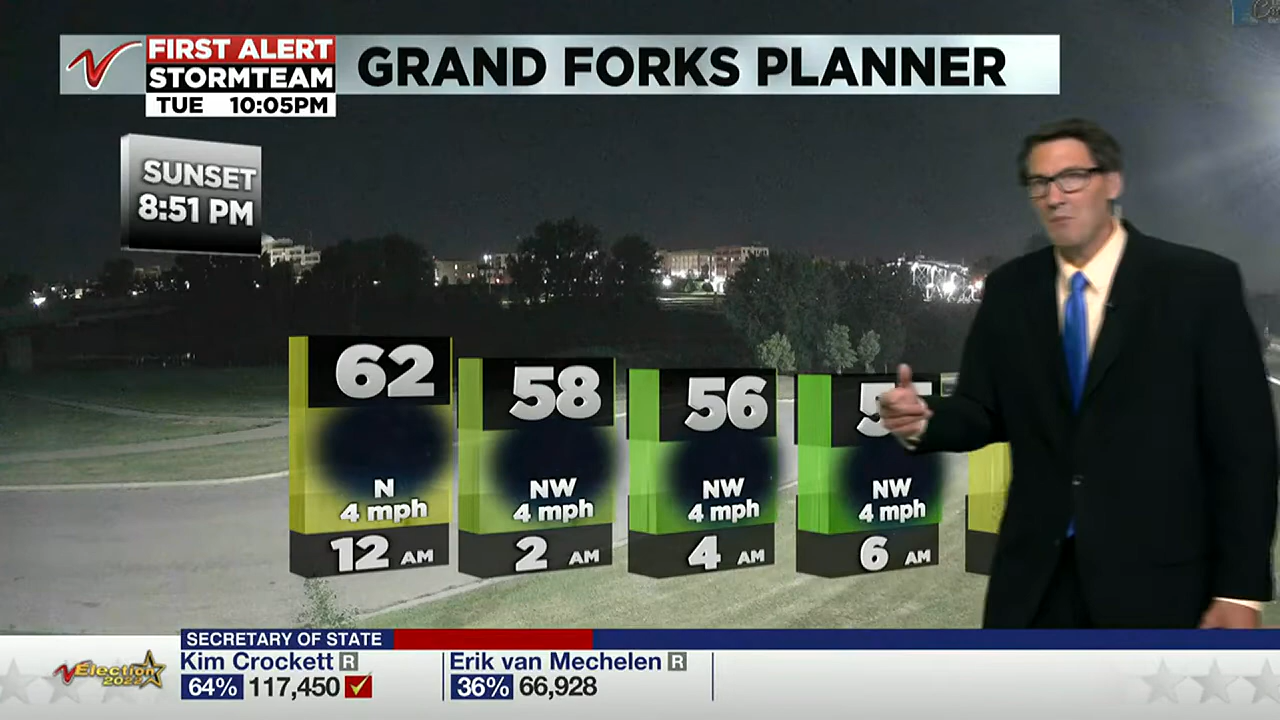 FIRST ALERT
STORMTEAM
TUE 10:05PM
GRAND FORKS PLANNER
SUNSET
8:51 PM
62
N
4 mph
12 AM
58
NW
4 mph
2 AM
56
NW
4 mph
4 AM
NW
4 mph
6 AM
SECRETARY OF STATE
Election
2022
Kim Crockett R
64% 117,450
Erik van Mechelen R
36% 66,928